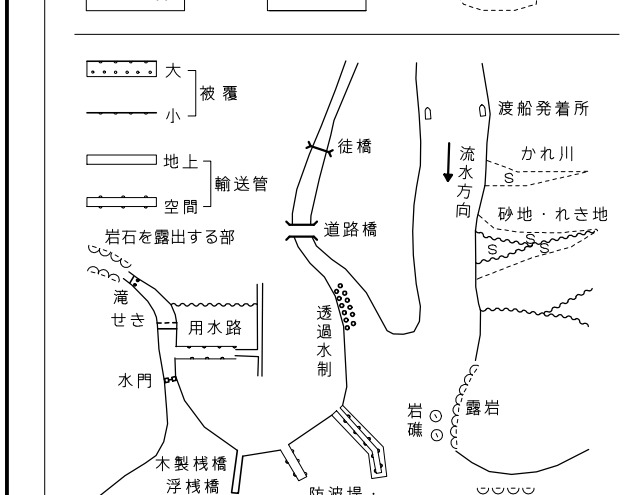 大
小
被覆
地上
空間
輸送管
岩石を露出する部
滝
せき
用水路
水門
木製桟橋
浮桟橋
徒橋
道路橋
透過水制
防波堤・
渡船発着所
流水方向
かれ川
S
砂地・れき地
S
S
S
岩礁
露岩